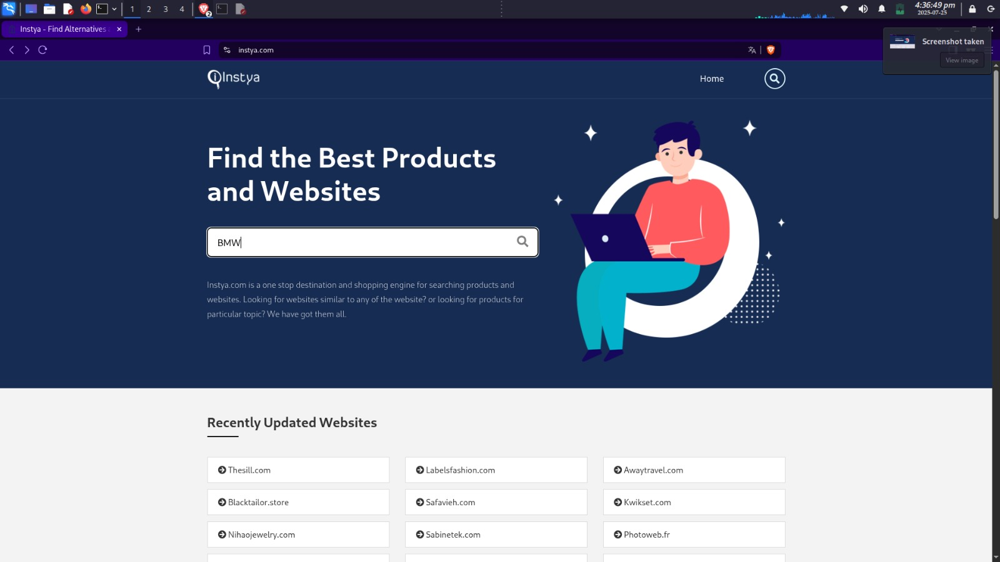 1 2 3 4
2
4:36:49 pm
2025-07-25
Instya - Find Alternatives
Screenshot taken
View image
instya.com
Instya
Home
Find the Best Products
and Websites
BMW
Instya.com is a one stop destination and shopping engine for searching products and
websites. Looking for websites similar to any of the website? or looking for products for
particular topic? We have got them all.
Recently Updated Websites
Thesill.com
Labelsfashion.com
Awaytravel.com
Blacktailor.store
Safavieh.com
Kwikset.com
Nihaojewelry.com
Sabinetek.com
Photoweb.fr